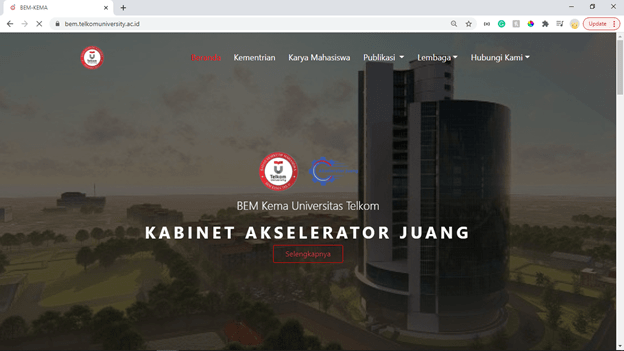 BEM-KEMA
bem.telkomuniversity.ac.id
Update
Beranda
Kementrian
Karya Mahasiswa
Publikasi
Lembaga
Hubungi Kami
Telkom
BEM Kema Universitas Telkom
KABINET AKSELERATOR JUANG
Selengkapnya